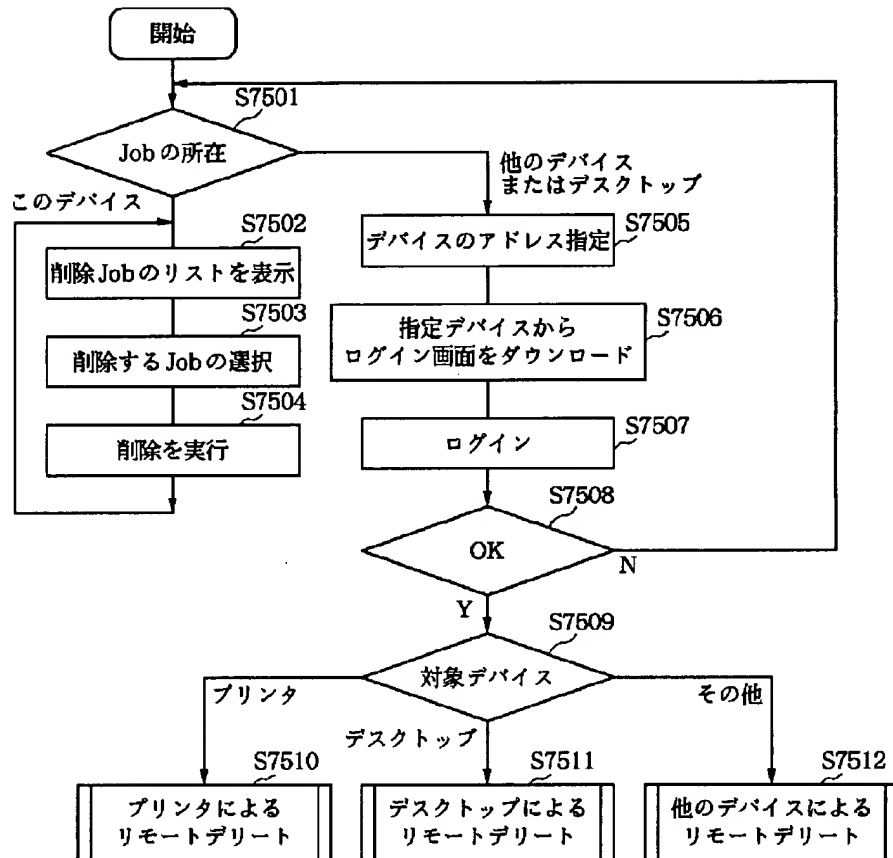 開始
S7501
Jobの所在
このデバイス
他のデバイス
またはデスクトップ
S7502
削除Jobのリストを表示
S7503
削除するJobの選択
S7504
削除を実行
S7505
デバイスのアドレス指定
S7506
指定デバイスから
ログイン画面をダウンロード
S7507
ログイン
S7508
OK
N
Y
S7509
対象デバイス
プリンタ
デスクトップ
その他
S7510
プリンタによる
リモートデリート
S7511
デスクトップによる
リモートデリート
S7512
他のデバイスによる
リモートデリート